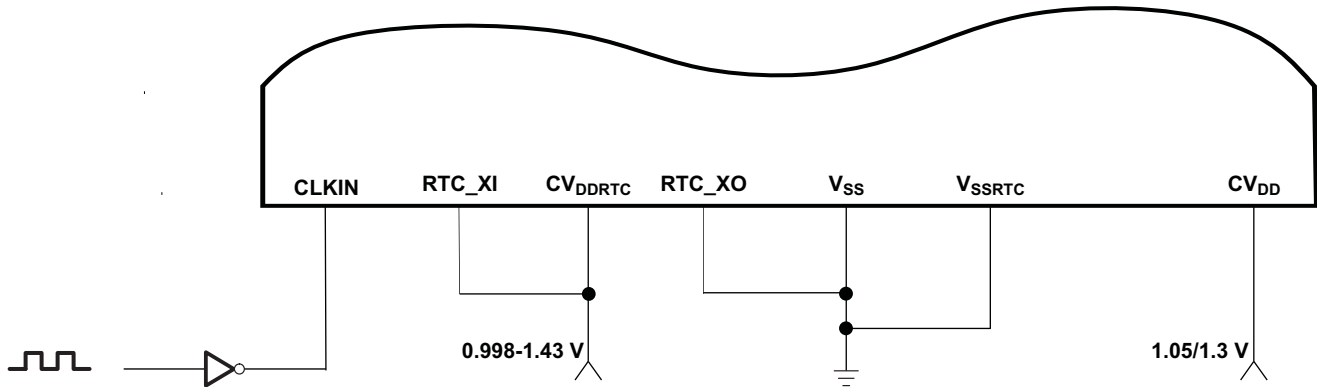 CLKIN RTC_XI CVDDRTC RTC_XO VSS VSSRTC CVDD
0.998-1.43 V 1.05/1.3 V